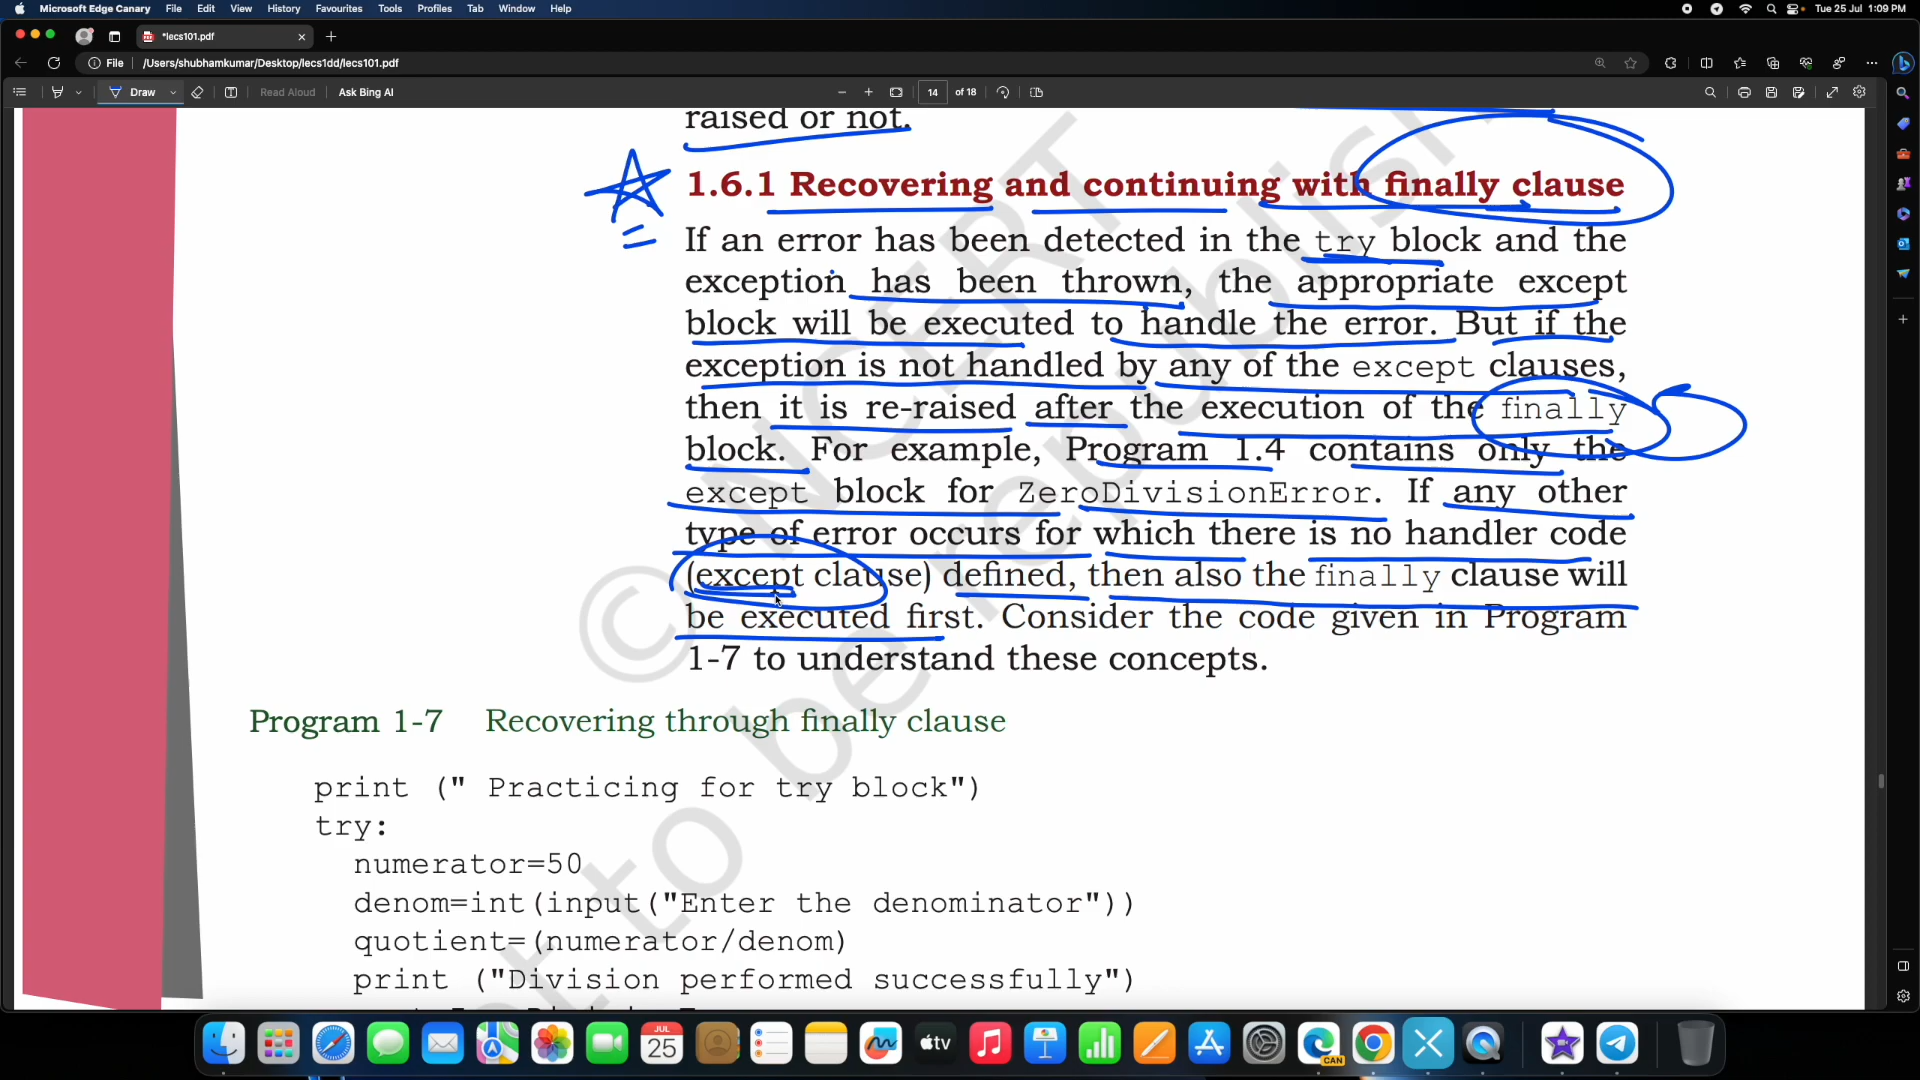 Microsoft Edge Canary File Edit View History Favourites Tools Profiles Tab Window Help Tue 25 Jul 1:09 PM
*lecs101.pdf
File /Users/shubhamkumar/Desktop/lecs1dd/lecs101.pdf
Draw Read Aloud Ask Bing AI 14 of 18
raised or not.
1.6.1 Recovering and continuing with finally clause
If an error has been detected in the try block and the
exception has been thrown, the appropriate except
block will be executed to handle the error. But if the
exception is not handled by any of the except clauses,
then it is re-raised after the execution of the finally
block. For example, Program 1.4 contains only the
except block for ZeroDivisionError. If any other
type of error occurs for which there is no handler code
(except clause) defined, then also the finally clause will
be executed first. Consider the code given in Program
1-7 to understand these concepts.
© NCERT
not to be republished
Program 1-7 Recovering through finally clause
print (" Practicing for try block")
try:
numerator=50
denom=int(input("Enter the denominator"))
quotient=(numerator/denom)
print ("Division performed successfully")
JUL
25
tv
CAN